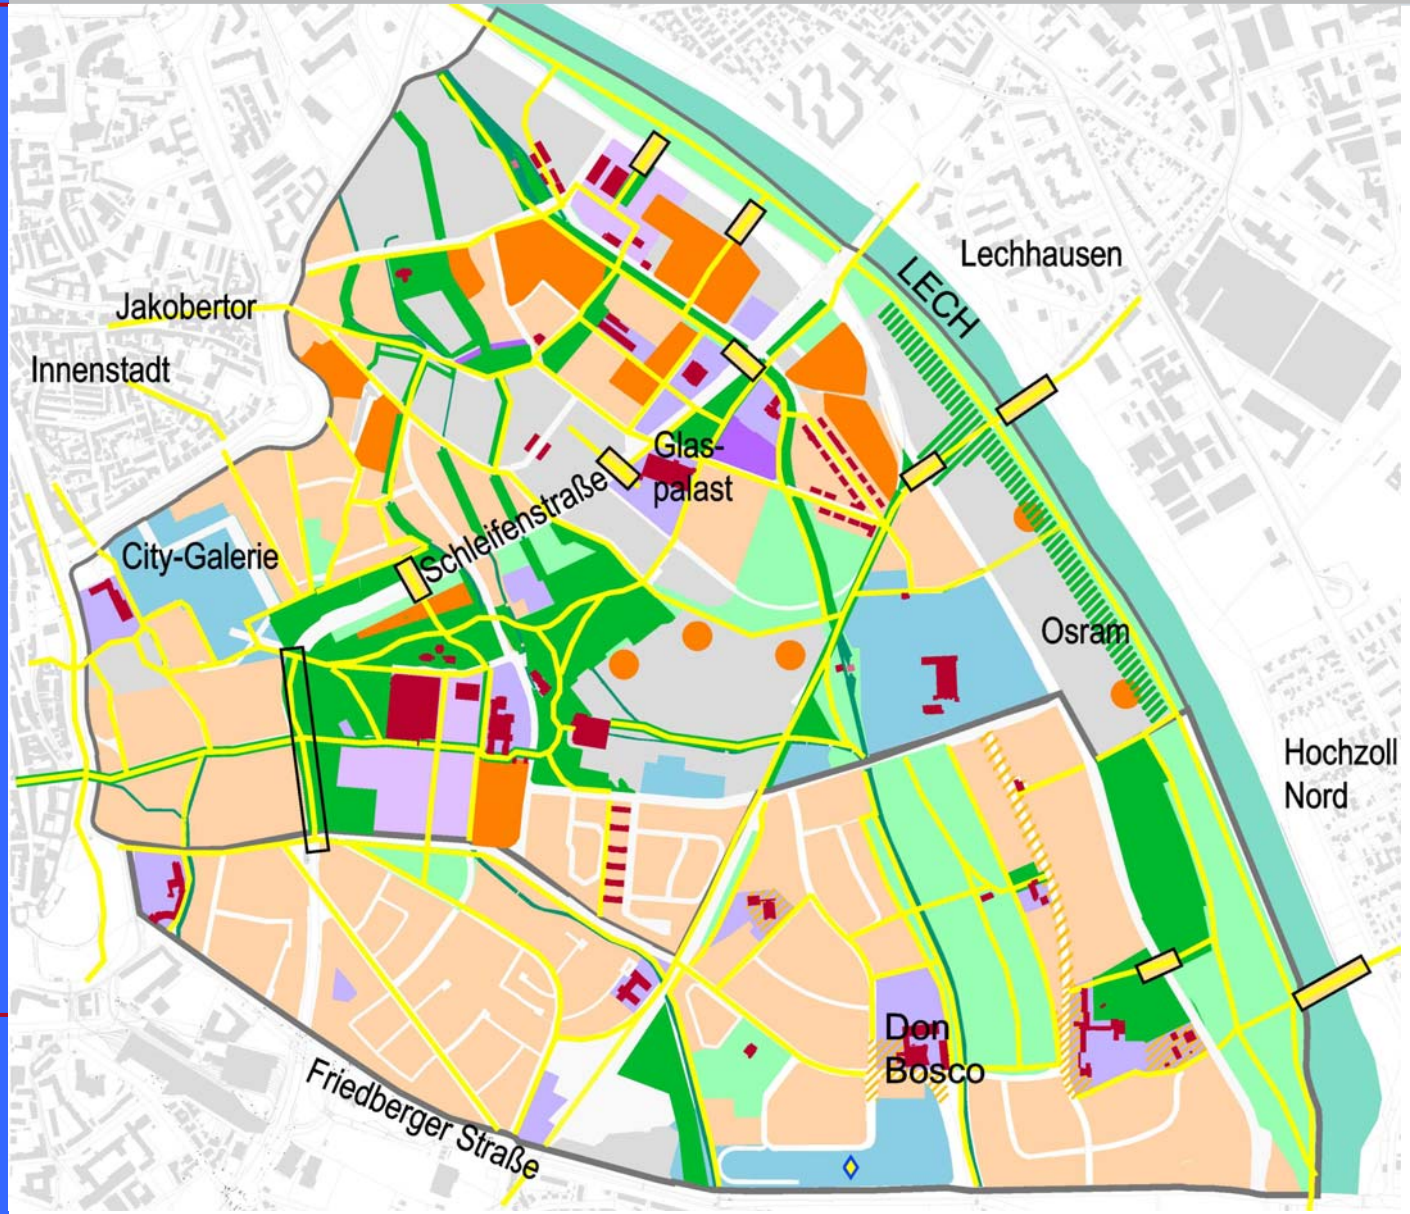 Lechhausen
LECH
Jakobertor
Innenstadt
Glas-
palast
Schleifenstraße
City-Galerie
Osram
Hochzoll
Nord
Don
Bosco
Friedberger Straße